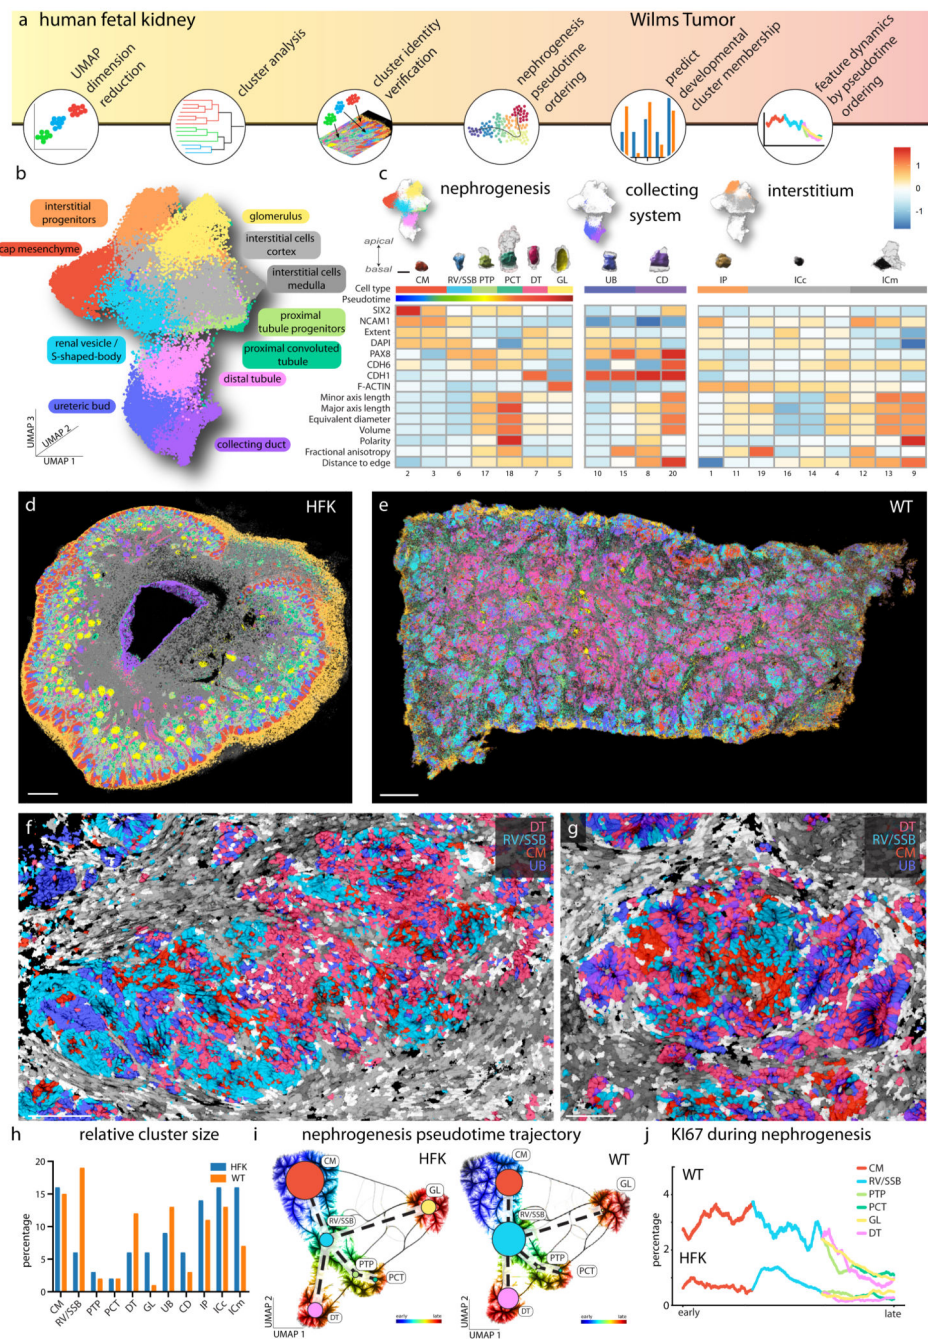 a human fetal kidney
Wilms Tumor
UMAP
dimension
reduction
cluster analysis
cluster identity
verification
nephrogenesis
pseudotime
ordering
predict
developmental
cluster membership
feature dynamics
by pseudotime
ordering
b
interstitial
progenitors
glomerulus
cap mesenchyme
interstitial cells
cortex
interstitial cells
medulla
proximal
tubule progenitors
renal vesicle /
S-shaped-body
proximal convoluted
tubule
distal tubule
ureteric bud
collecting duct
UMAP 3
UMAP 2
UMAP 1
c
nephrogenesis
collecting
system
interstitium
1
0
-1
apical
basal
CM RV/SSB PTP PCT DT GL UB CD IP ICc ICm
Cell type
Pseudotime
SIX2
NCAM1
Extent
DAPI
PAX8
CDH6
CDH1
F-ACTIN
Minor axis length
Major axis length
Equivalent diameter
Volume
Polarity
Fractional anisotropy
Distance to edge
2 3 6 17 18 7 5 10 15 8 20 1 11 19 16 14 4 12 13 9
d HFK
e WT
f DT
RV/SSB
CM
UB
g DT
RV/SSB
CM
UB
h relative cluster size
HFK
WT
percentage
20
15
10
5
0
CM RV/SSB PTP PCT DT GL UB CD IP ICc ICm
i nephrogenesis pseudotime trajectory
HFK
CM
GL
RV/SSB
PTP
PCT
DT
UMAP 2
UMAP 1
early late
WT
CM
GL
RV/SSB
PTP
PCT
DT
UMAP 2
UMAP 1
early late
j KI67 during nephrogenesis
WT
HFK
percentage
4
2
0
early late
CM
RV/SSB
PTP
PCT
GL
DT